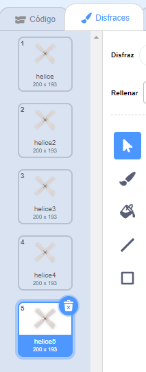 Código
Disfraces
1
helice
200 x 193
2
helice2
200 x 193
3
helice3
200 x 193
4
helice4
200 x 193
5
helice5
200 x 193
Disfraz
Rellenar